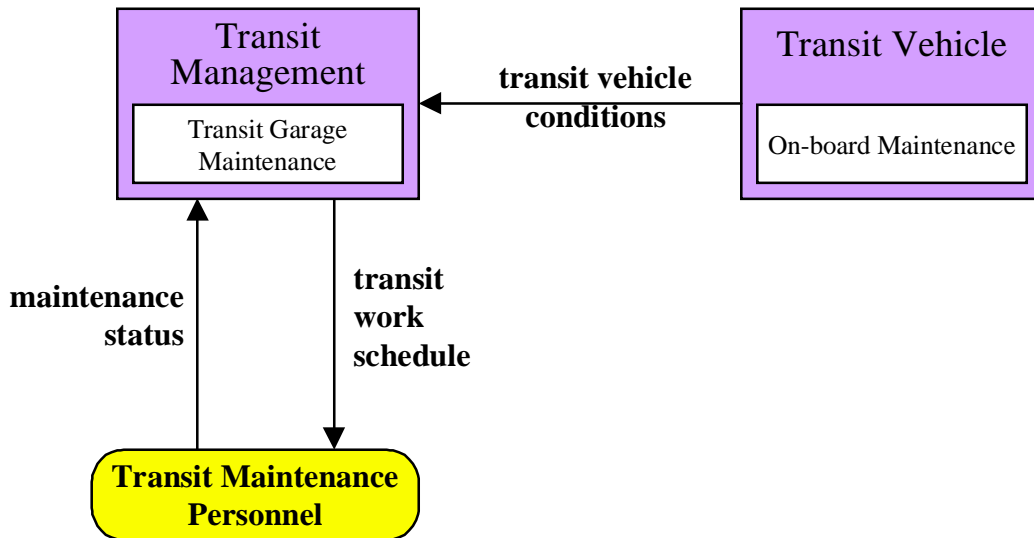 Transit
Management
Transit Garage
Maintenance
transit vehicle
conditions
Transit Vehicle
On-board Maintenance
maintenance
status
transit
work
schedule
Transit Maintenance
Personnel